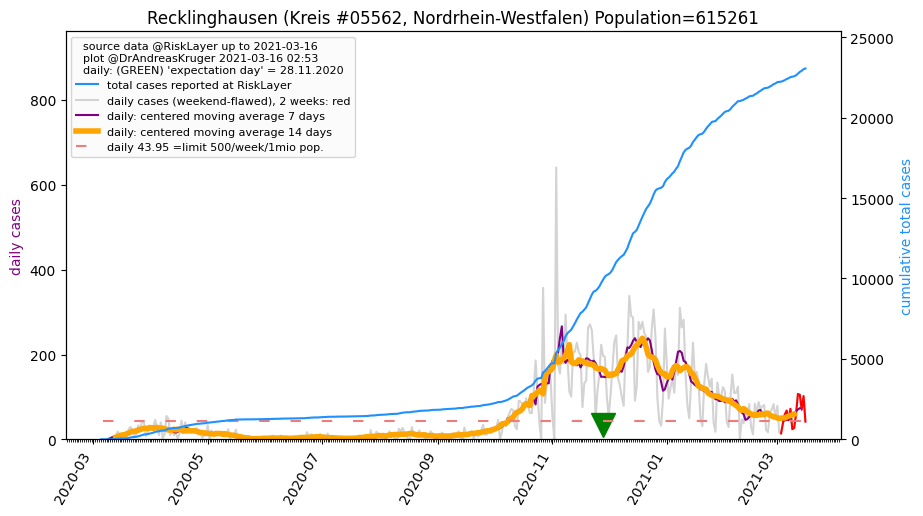 Recklinghausen (Kreis #05562, Nordrhein-Westfalen) Population=615261
source data @RiskLayer up to 2021-03-16
plot @DrAndreasKruger 2021-03-16 02:53
daily: (GREEN) 'expectation day' = 28.11.2020
total cases reported at RiskLayer
daily cases (weekend-flawed), 2 weeks: red
daily: centered moving average 7 days
daily: centered moving average 14 days
daily 43.95 =limit 500/week/1mio pop.
daily cases
800
600
400
200
0
cumulative total cases
25000
20000
15000
10000
5000
0
2020-03
2020-05
2020-07
2020-09
2020-11
2021-01
2021-03